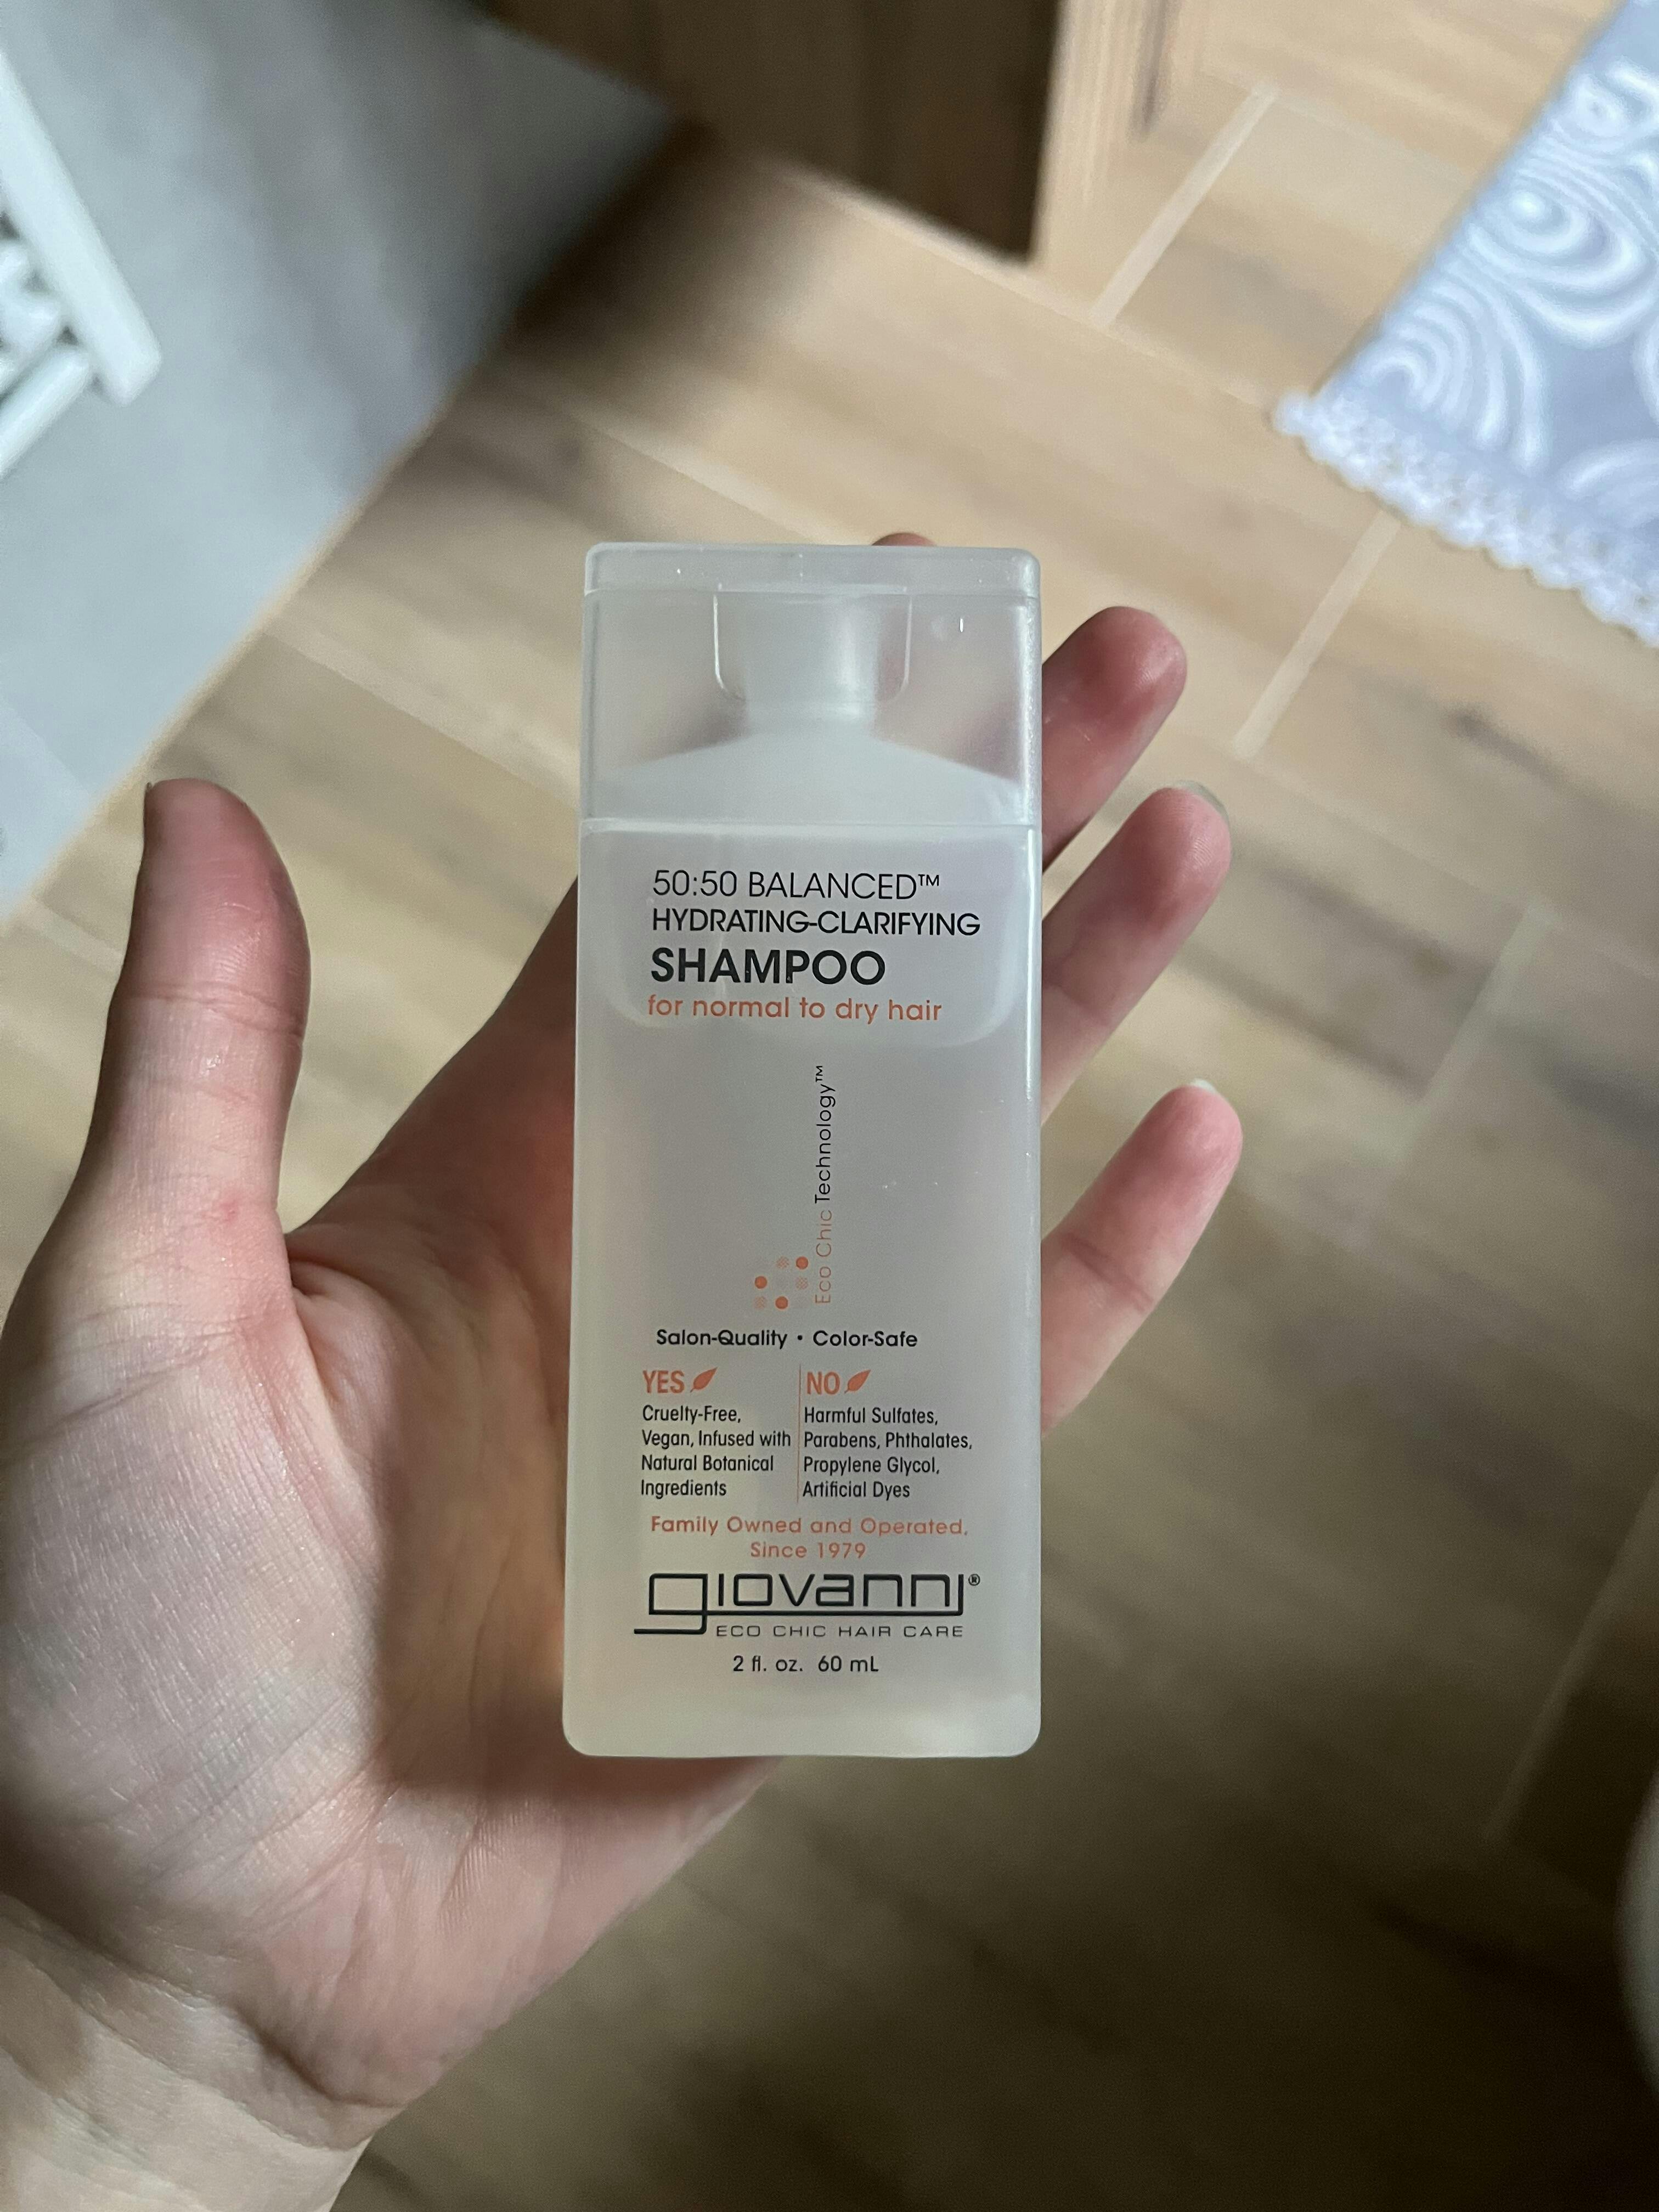 50:50 BALANCED™
HYDRATING-CLARIFYING
SHAMPOO
for normal to dry hair
Eco Chic Technology™
Salon-Quality • Color-Safe
YES
Cruelty-Free,
Vegan, Infused with
Natural Botanical
Ingredients
NO
Harmful Sulfates,
Parabens, Phthalates,
Propylene Glycol,
Artificial Dyes
Family Owned and Operated,
Since 1979
giovanni®
ECO CHIC HAIR CARE
2 fl. oz. 60 mL